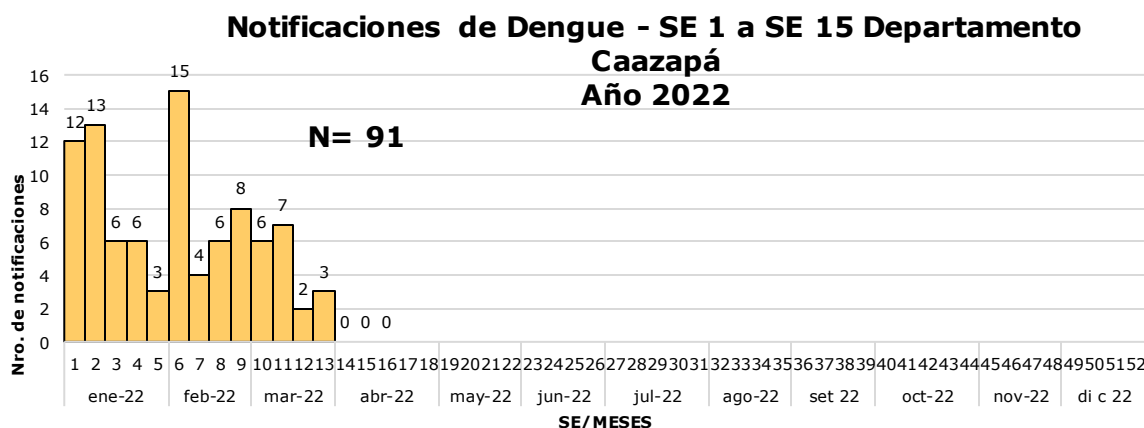 Notificaciones de Dengue - SE 1 a SE 15 Departamento
Caazapá
Año 2022
N= 91
Nro. de notificaciones
16
14
12
10
8
6
4
2
0
12 13 6 6 3 15 4 6 8 6 7 2 3 0 0 0
1 2 3 4 5 6 7 8 9 10 11 12 13 14 15 16 17 18 19 20 21 22 23 24 25 26 27 28 29 30 31 32 33 34 35 36 37 38 39 40 41 42 43 44 45 46 47 48 49 50 51 52
ene-22 feb-22 mar-22 abr-22 may-22 jun-22 jul-22 ago-22 set 22 oct-22 nov-22 di c 22
SE/MESES